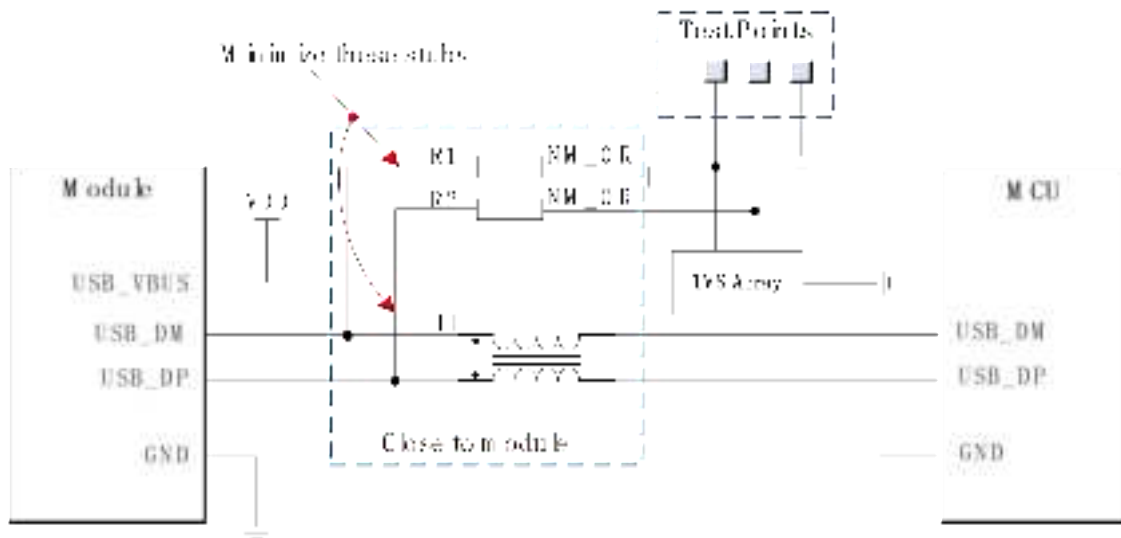 Test Points
Minimize these stubs
R1 NM_0R
R2 NM_0R
Module
VDD
MCU
USB_VBUS
TVS Array
USB_DM
L1
USB_DM
USB_DP
USB_DP
Close to module
GND
GND